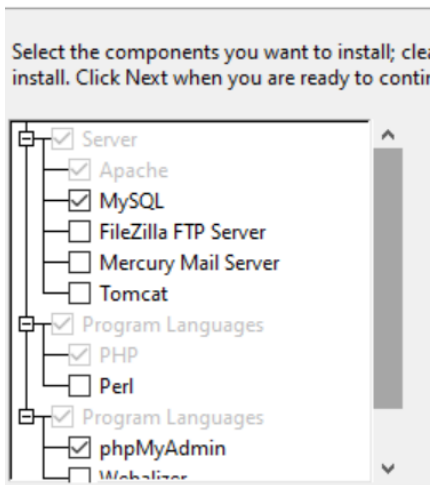 Select the components you want to install; clea
install. Click Next when you are ready to contin
Server
Apache
MySQL
FileZilla FTP Server
Mercury Mail Server
Tomcat
Program Languages
PHP
Perl
Program Languages
phpMyAdmin
Webalizer